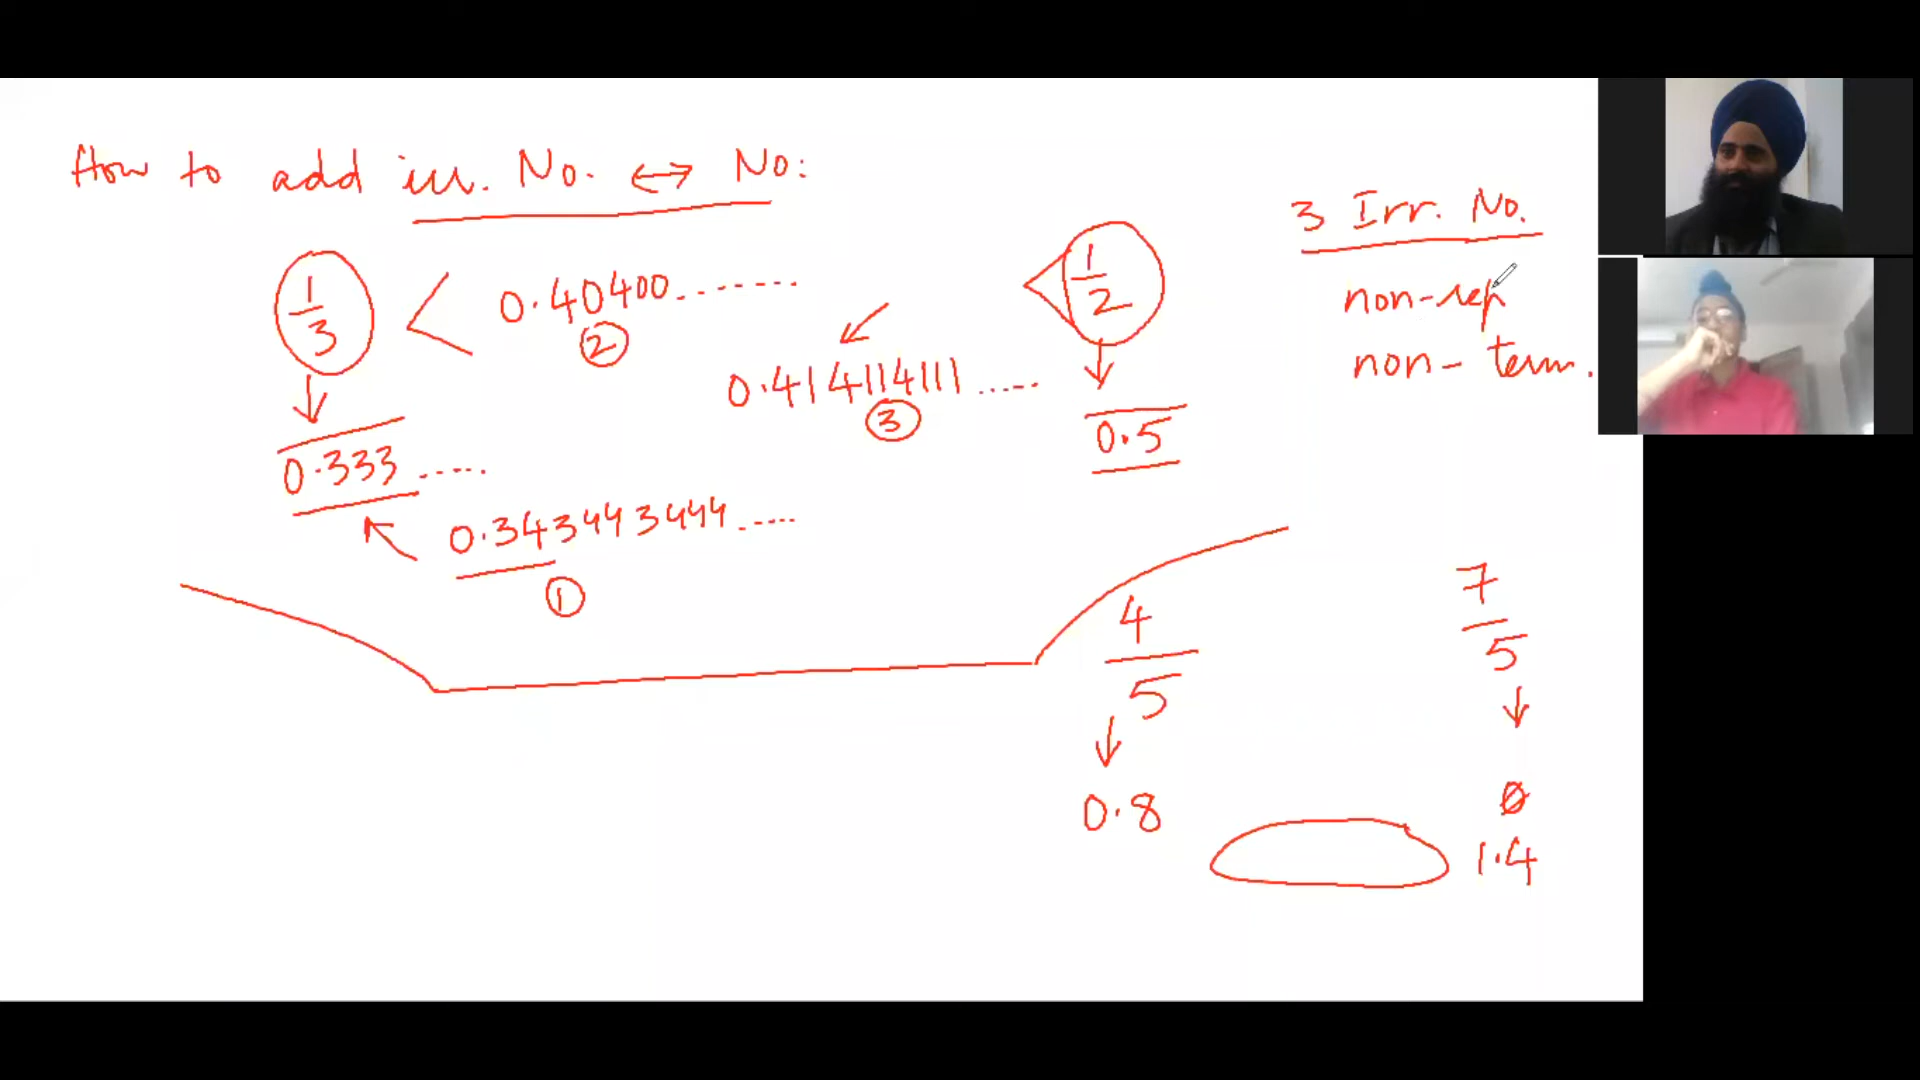 How to add irr. No. ↔ No:
3 Irr. No.
non-rep
non-term.
1/3 < 0.40400........
②
1/2
0.414114111.....
③
0.5
0.333.....
0.343443444.....
①
4/5
0.8
7/5
0
1.4